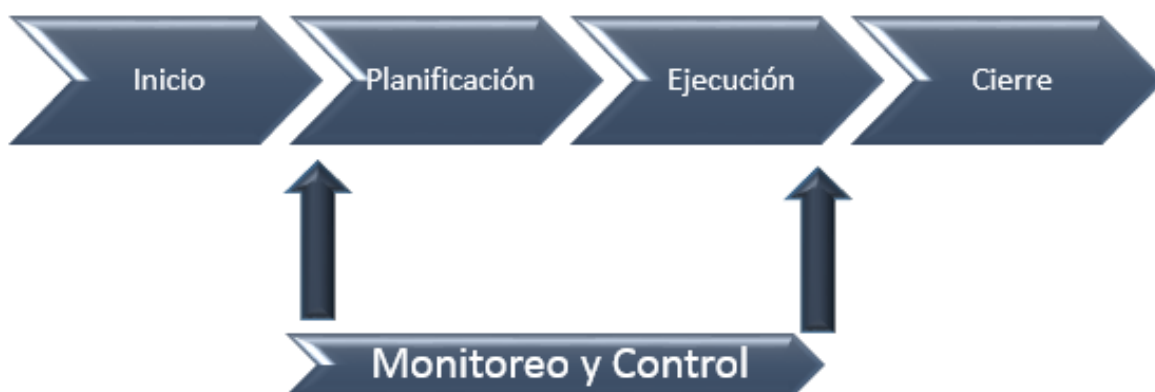 Inicio
Planificación
Ejecución
Cierre
Monitoreo y Control